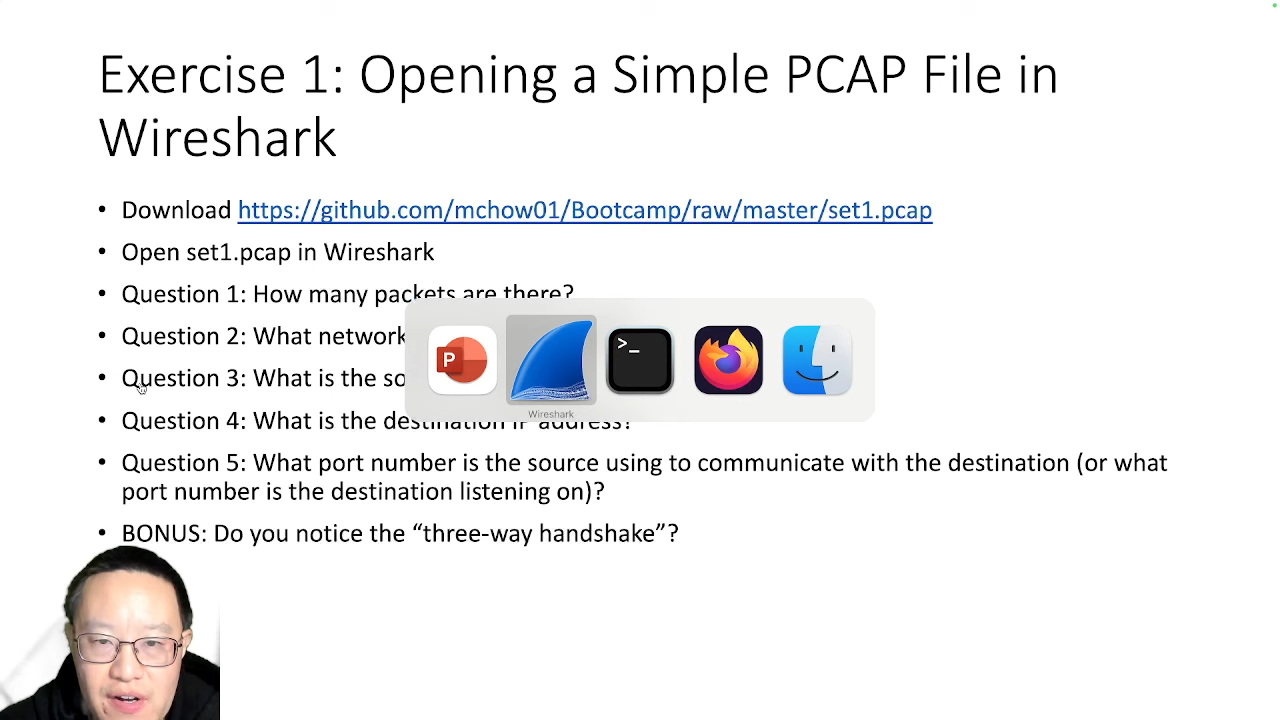 Exercise 1: Opening a Simple PCAP File in
Wireshark
• Download https://github.com/mchow01/Bootcamp/raw/master/set1.pcap
• Open set1.pcap in Wireshark
• Question 1: How many packets are there?
• Question 2: What network
• Question 3: What is the so
• Question 4: What is the destination IP address?
• Question 5: What port number is the source using to communicate with the destination (or what
port number is the destination listening on)?
• BONUS: Do you notice the “three-way handshake”?
P
>_
Wireshark